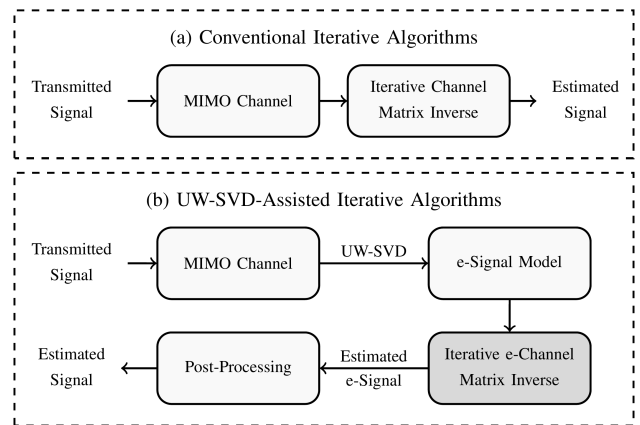 (a) Conventional Iterative Algorithms
Transmitted
Signal
MIMO Channel
Iterative Channel
Matrix Inverse
Estimated
Signal
(b) UW-SVD-Assisted Iterative Algorithms
Transmitted
Signal
MIMO Channel
UW-SVD
e-Signal Model
Estimated
Signal
Post-Processing
Estimated
e-Signal
Iterative e-Channel
Matrix Inverse